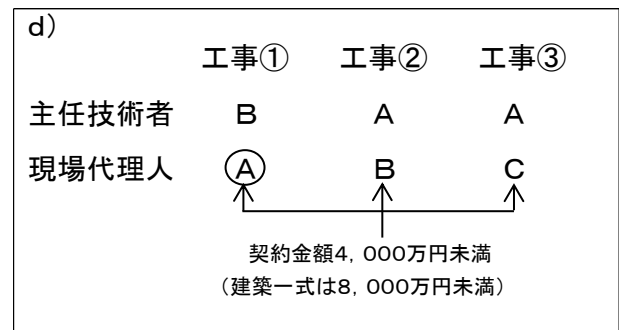 d)
工事① 工事② 工事③
主任技術者 B A A
現場代理人 A B C
契約金額4,000万円未満
(建築一式は8,000万円未満)